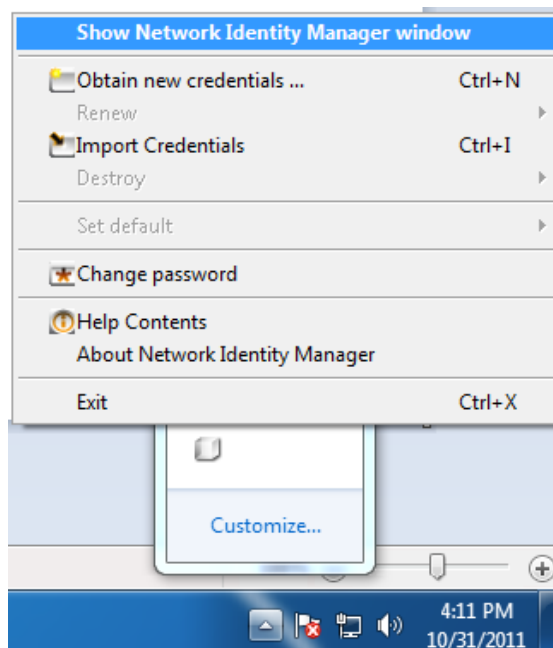 Show Network Identity Manager window
Obtain new credentials ... Ctrl+N
Renew
Import Credentials Ctrl+I
Destroy
Set default
Change password
Help Contents
About Network Identity Manager
Exit Ctrl+X
Customize...
4:11 PM
10/31/2011